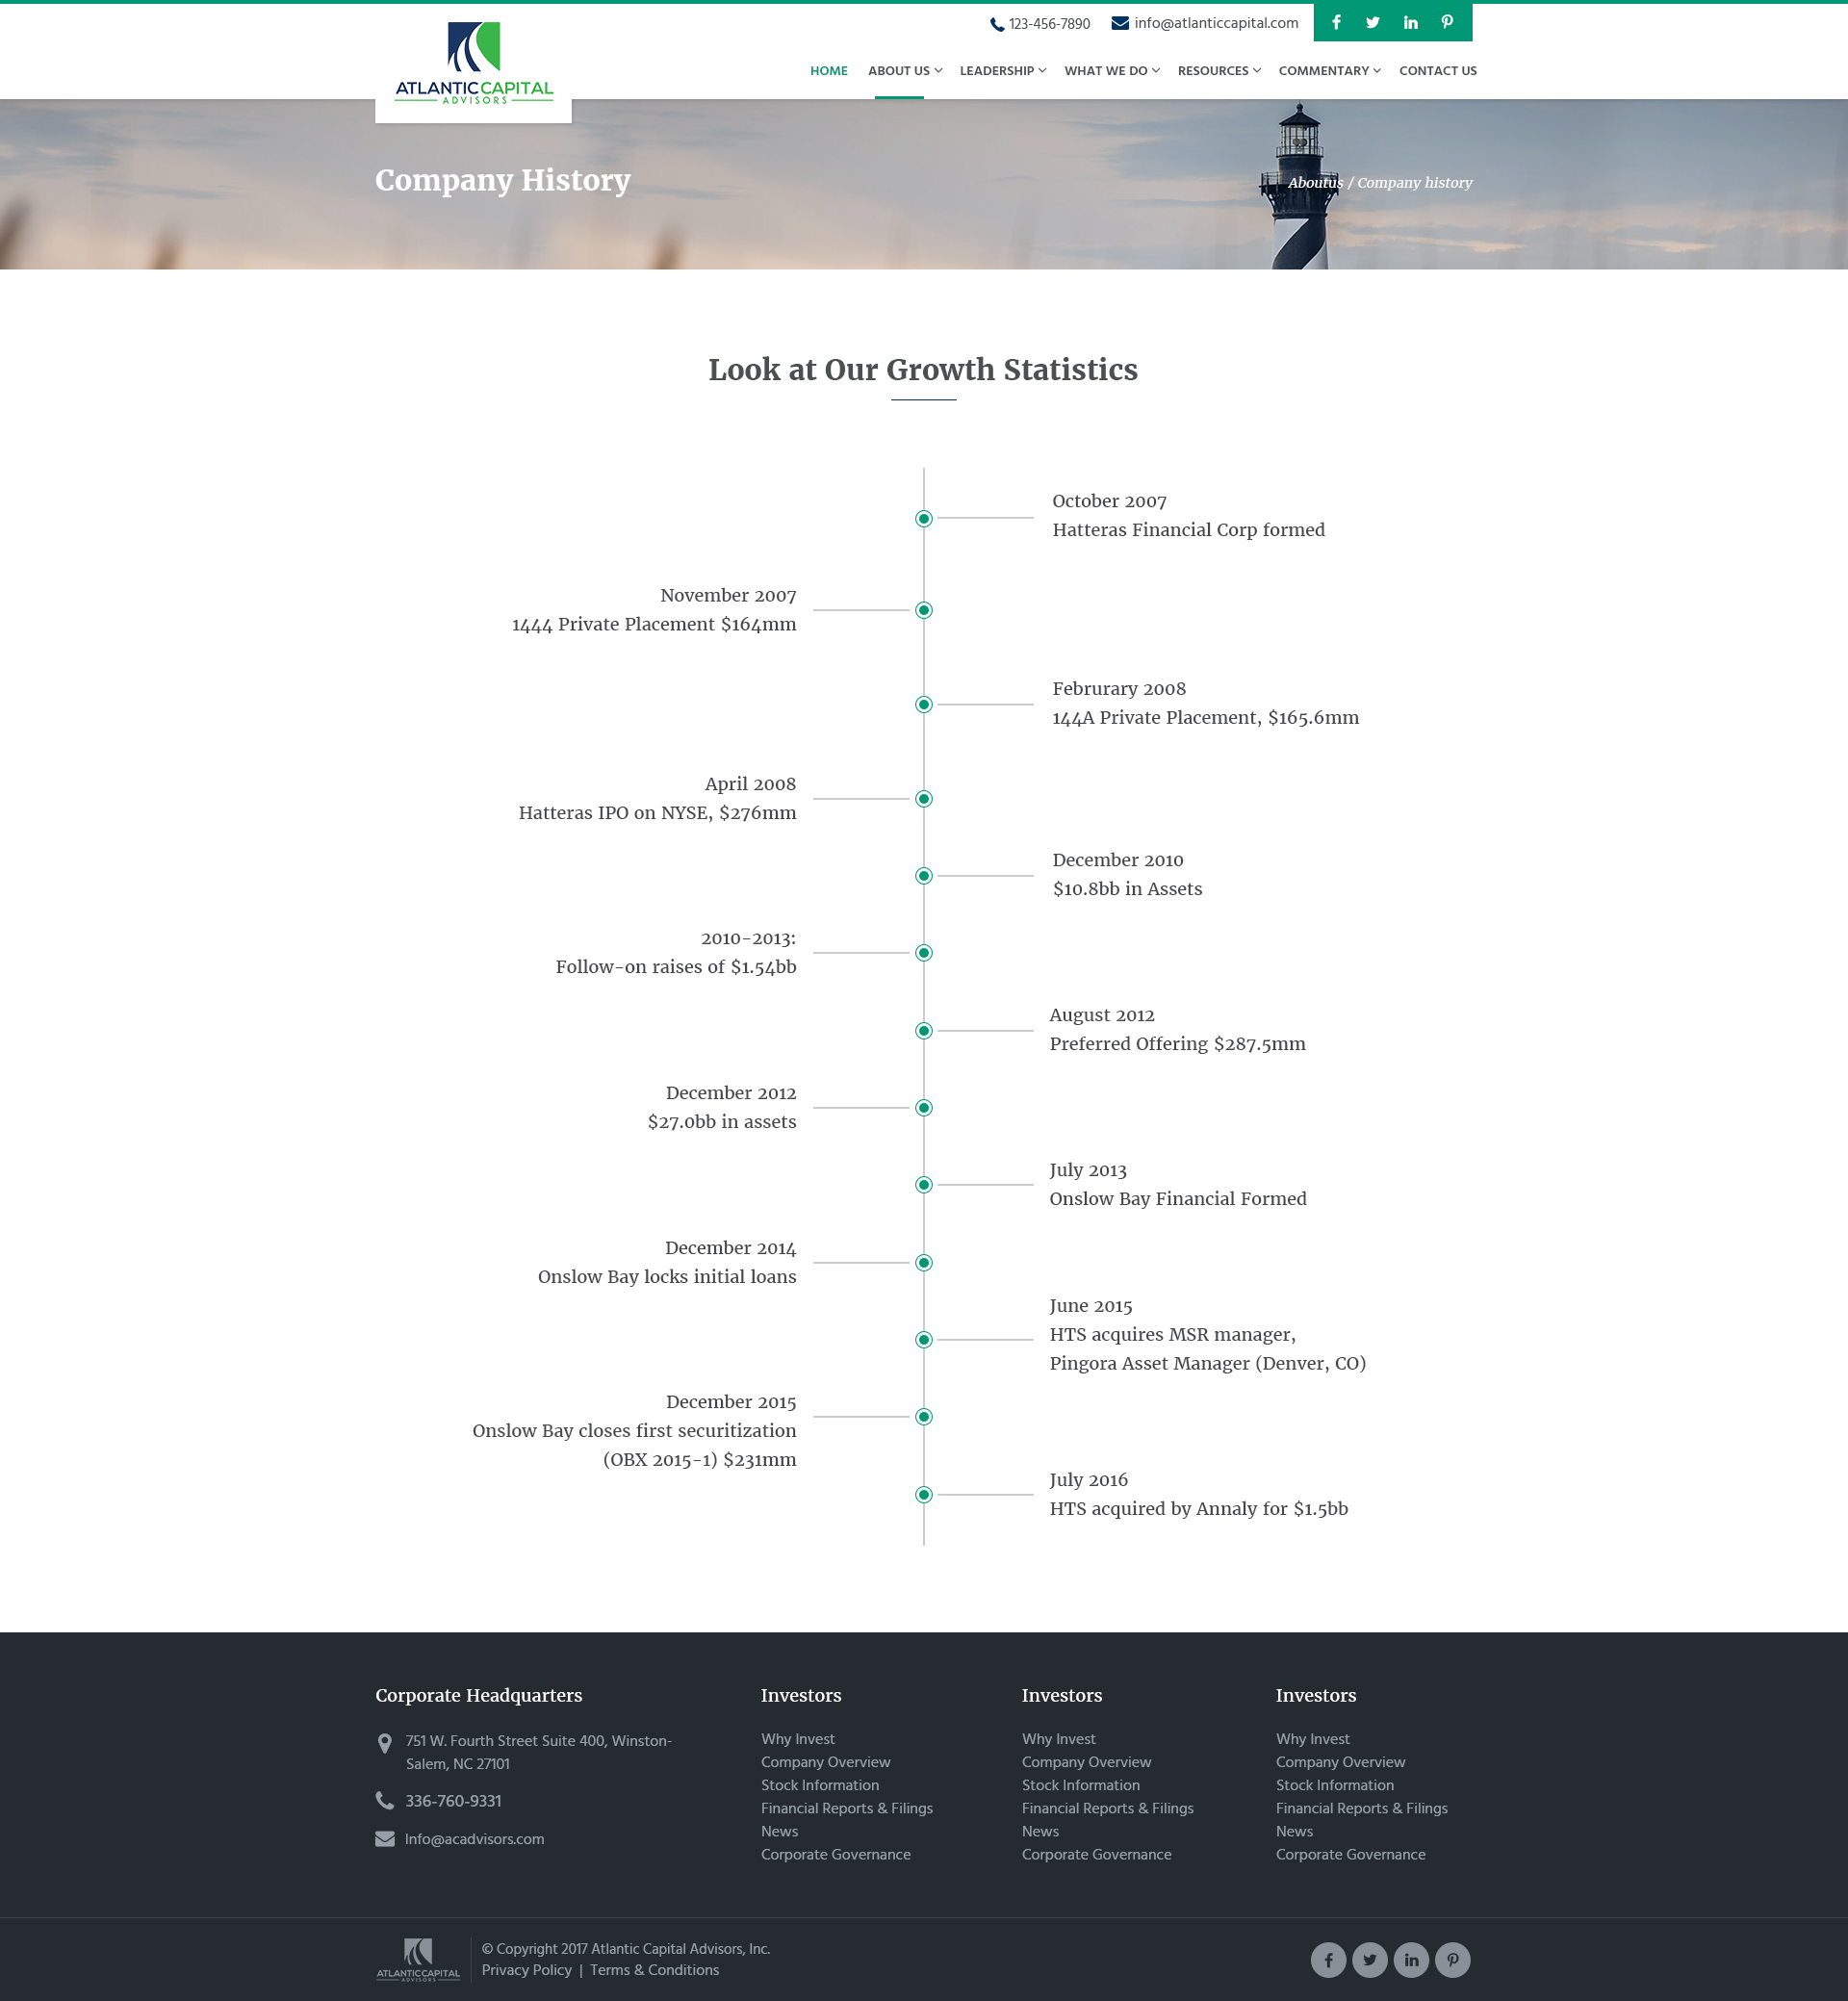 123-456-7890
info@atlanticcapital.com
ATLANTICCAPITAL
ADVISORS
HOME
ABOUT US
LEADERSHIP
WHAT WE DO
RESOURCES
COMMENTARY
CONTACT US
Company History
Aboutus / Company history
Look at Our Growth Statistics
October 2007
Hatteras Financial Corp formed
November 2007
1444 Private Placement $164mm
Februrary 2008
144A Private Placement, $165.6mm
April 2008
Hatteras IPO on NYSE, $276mm
December 2010
$10.8bb in Assets
2010-2013:
Follow-on raises of $1.54bb
August 2012
Preferred Offering $287.5mm
December 2012
$27.0bb in assets
July 2013
Onslow Bay Financial Formed
December 2014
Onslow Bay locks initial loans
June 2015
HTS acquires MSR manager,
Pingora Asset Manager (Denver, CO)
December 2015
Onslow Bay closes first securitization
(OBX 2015-1) $231mm
July 2016
HTS acquired by Annaly for $1.5bb
Corporate Headquarters
751 W. Fourth Street Suite 400, Winston-
Salem, NC 27101
336-760-9331
Info@acadvisors.com
Investors
Why Invest
Company Overview
Stock Information
Financial Reports & Filings
News
Corporate Governance
Investors
Why Invest
Company Overview
Stock Information
Financial Reports & Filings
News
Corporate Governance
Investors
Why Invest
Company Overview
Stock Information
Financial Reports & Filings
News
Corporate Governance
ATLANTICCAPITAL
ADVISORS
© Copyright 2017 Atlantic Capital Advisors, Inc.
Privacy Policy | Terms & Conditions